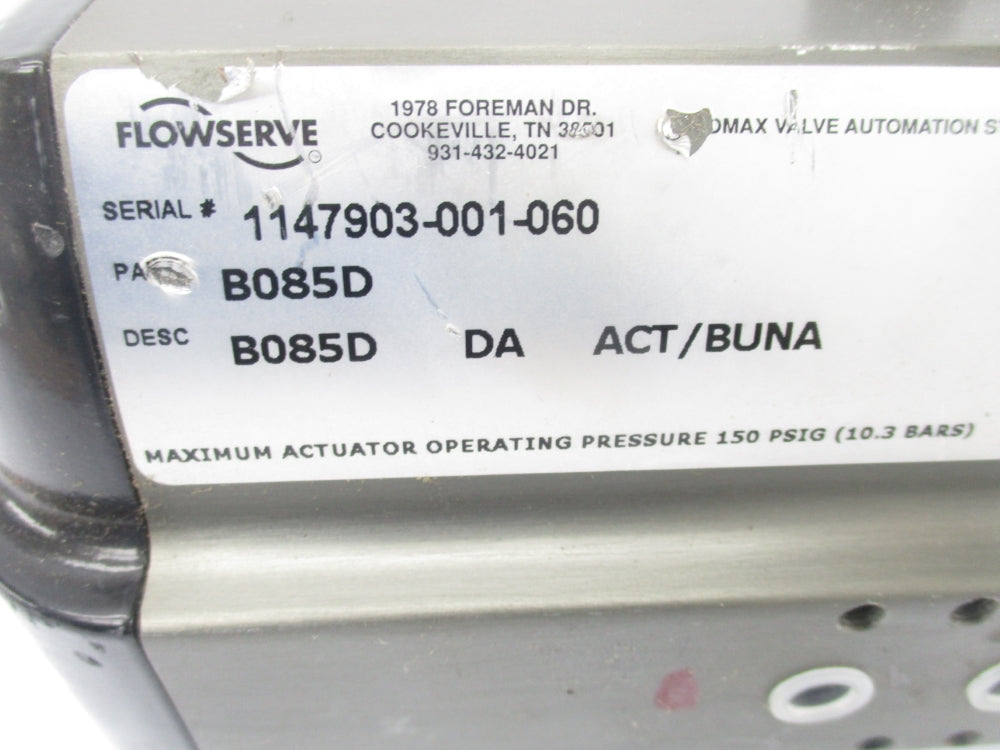 FLOWSERVE
1978 FOREMAN DR.
COOKEVILLE, TN
931-432-4021
VALVE AUTOMATION
SERIAL # 1147903-001-060
B085D
DESC B085D DA ACT/BUNA
MAXIMUM ACTUATOR OPERATING PRESSURE 150 PSIG (10.3 BARS)